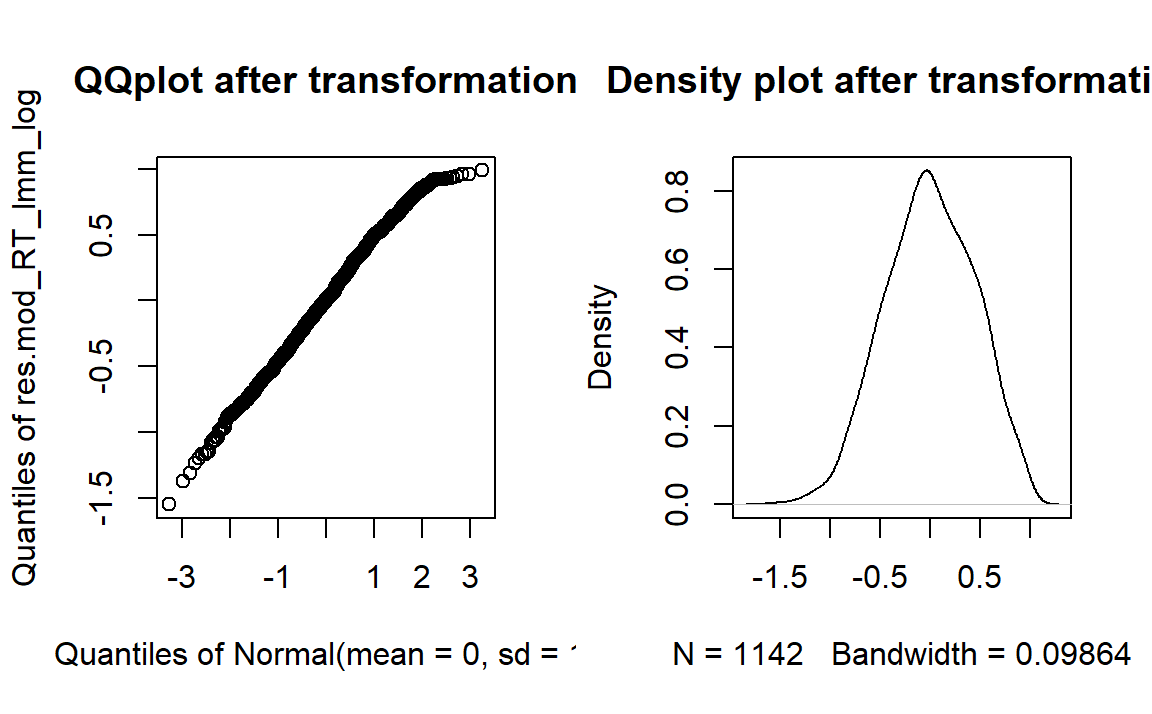 QQplot after transformation
Quantiles of res.mod_RT_lmm_log
0.5
-0.5
-1.5
-3 -1 1 2 3
Quantiles of Normal(mean = 0, sd =
Density plot after transformati
Density
0.8
0.6
0.4
0.2
0.0
-1.5 -0.5 0.5
N = 1142 Bandwidth = 0.09864